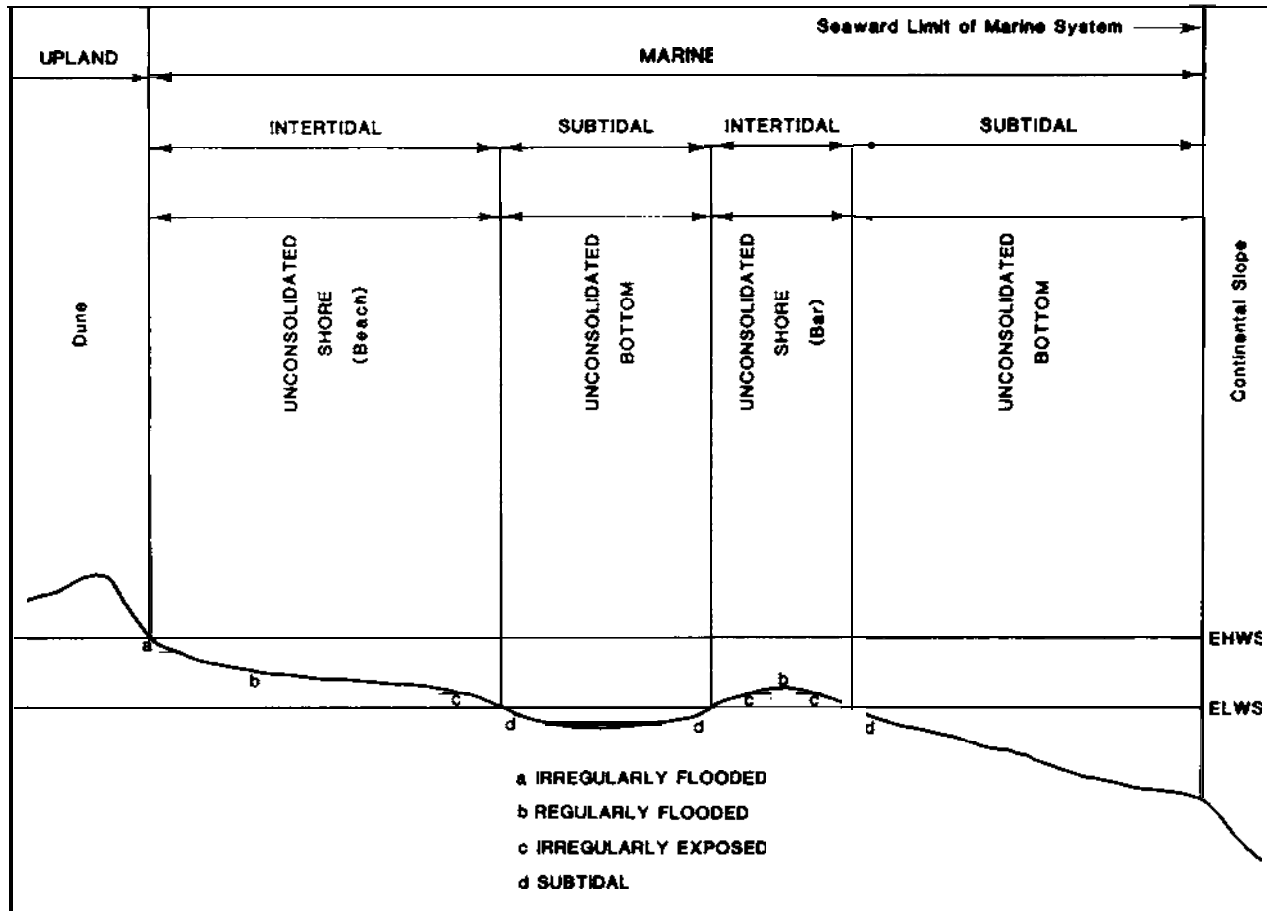 Seaward Limit of Marine System
UPLAND
MARINE
INTERTIDAL
SUBTIDAL
INTERTIDAL
SUBTIDAL
Dune
UNCONSOLIDATED
SHORE
(Beach)
UNCONSOLIDATED
BOTTOM
UNCONSOLIDATED
SHORE
(Bar)
UNCONSOLIDATED
BOTTOM
Continental Slope
EHWS
a
b
b
c
c
c
ELWS
d
d
d
a IRREGULARLY FLOODED
b REGULARLY FLOODED
c IRREGULARLY EXPOSED
d SUBTIDAL